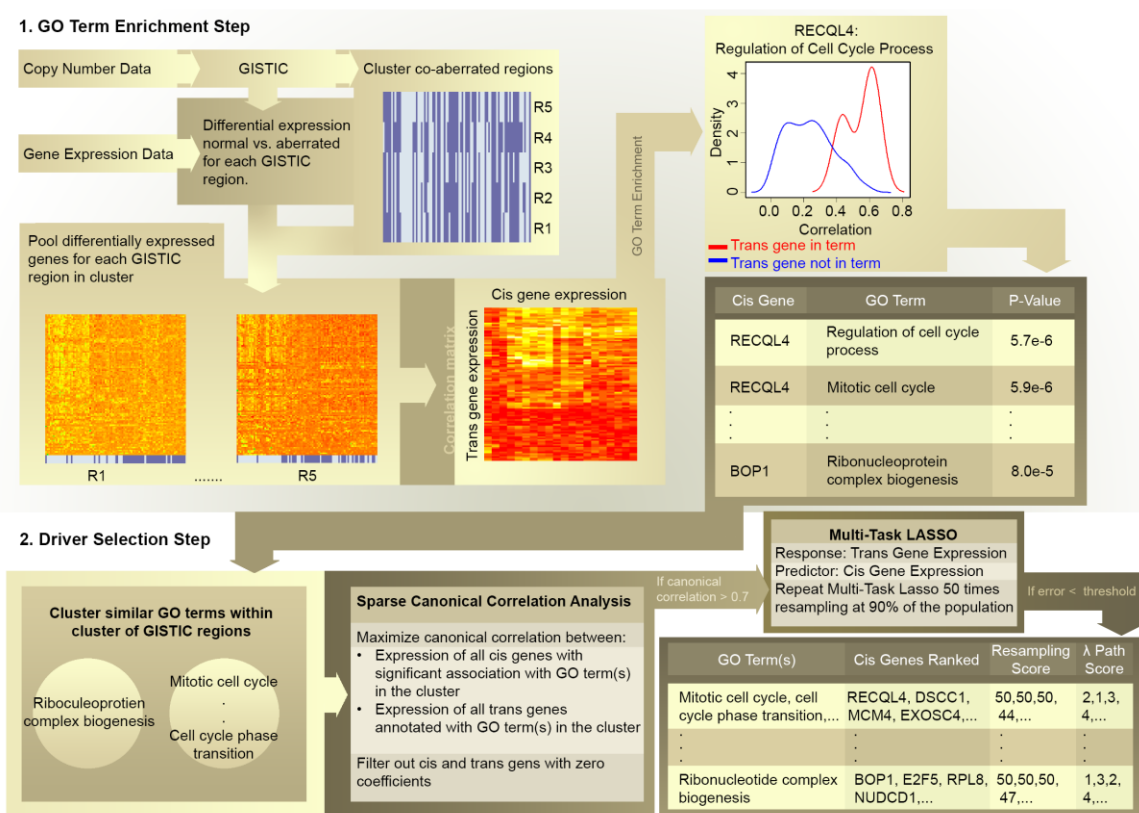 1. GO Term Enrichment Step
Copy Number Data
GISTIC
Cluster co-aberrated regions
R5
R4
R3
R2
R1
Gene Expression Data
Differential expression
normal vs. aberrated
for each GISTIC
region.
Pool differentially expressed
genes for each GISTIC
region in cluster
R1
.......
R5
Correlation matrix
Cis gene expression
Trans gene expression
GO Term Enrichment
RECQL4:
Regulation of Cell Cycle Process
Density
4
3
2
1
0
0.0 0.2 0.4 0.6 0.8
Correlation
Trans gene in term
Trans gene not in term
Cis Gene GO Term P-Value
RECQL4 Regulation of cell cycle process 5.7e-6
RECQL4 Mitotic cell cycle 5.9e-6
. . .
. . .
. . .
BOP1 Ribonucleoprotein complex biogenesis 8.0e-5
2. Driver Selection Step
Cluster similar GO terms within
cluster of GISTIC regions
Riboculeoprotien
complex biogenesis
Mitotic cell cycle
.
.
Cell cycle phase
transition
Sparse Canonical Correlation Analysis
Maximize canonical correlation between:
• Expression of all cis genes with
significant association with GO term(s)
in the cluster
• Expression of all trans genes
annotated with GO term(s) in the cluster
Filter out cis and trans gens with zero
coefficients
If canonical
correlation > 0.7
Multi-Task LASSO
Response: Trans Gene Expression
Predictor: Cis Gene Expression
Repeat Multi-Task Lasso 50 times
resampling at 90% of the population
If error < threshold
GO Term(s) Cis Genes Ranked Resampling Score λ Path Score
Mitotic cell cycle, cell RECQL4, DSCC1, 50,50,50, 2,1,3,
cycle phase transition,... MCM4, EXOSC4,... 44,... 4,...
. . . .
. . . .
. . . .
Ribonucleotide complex BOP1, E2F5, RPL8, 50,50,50, 1,3,2,
biogenesis NUDCD1,... 47,... 4,...